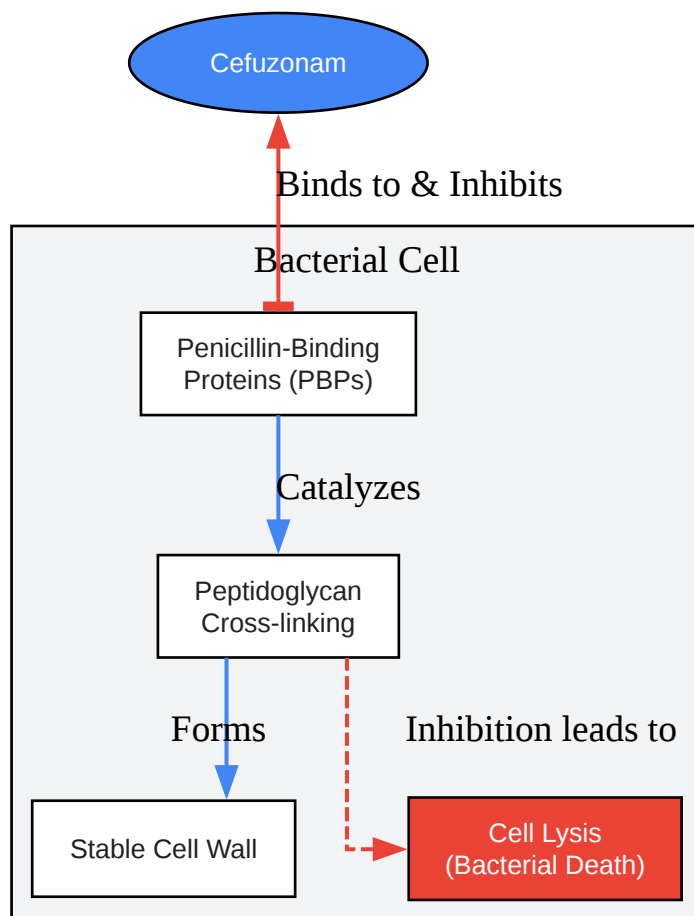 Cefuzonam
Binds to & Inhibits
Bacterial Cell
Penicillin-Binding
Proteins (PBPs)
Catalyzes
Peptidoglycan
Cross-linking
Forms
Inhibition leads to
Stable Cell Wall
Cell Lysis
(Bacterial Death)